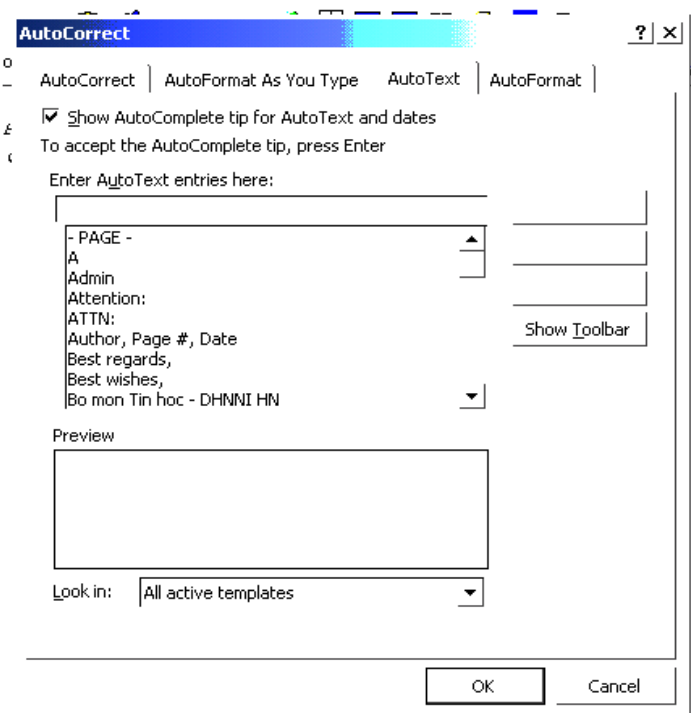 AutoCorrect
? X
AutoCorrect AutoFormat As You Type AutoText AutoFormat
Show AutoComplete tip for AutoText and dates
To accept the AutoComplete tip, press Enter
Enter AutoText entries here:
- PAGE -
A
Admin
Attention:
ATTN:
Author, Page #, Date
Best regards,
Best wishes,
Bo mon Tin hoc - DHNNI HN
Show Toolbar
Preview
Look in: All active templates
OK Cancel